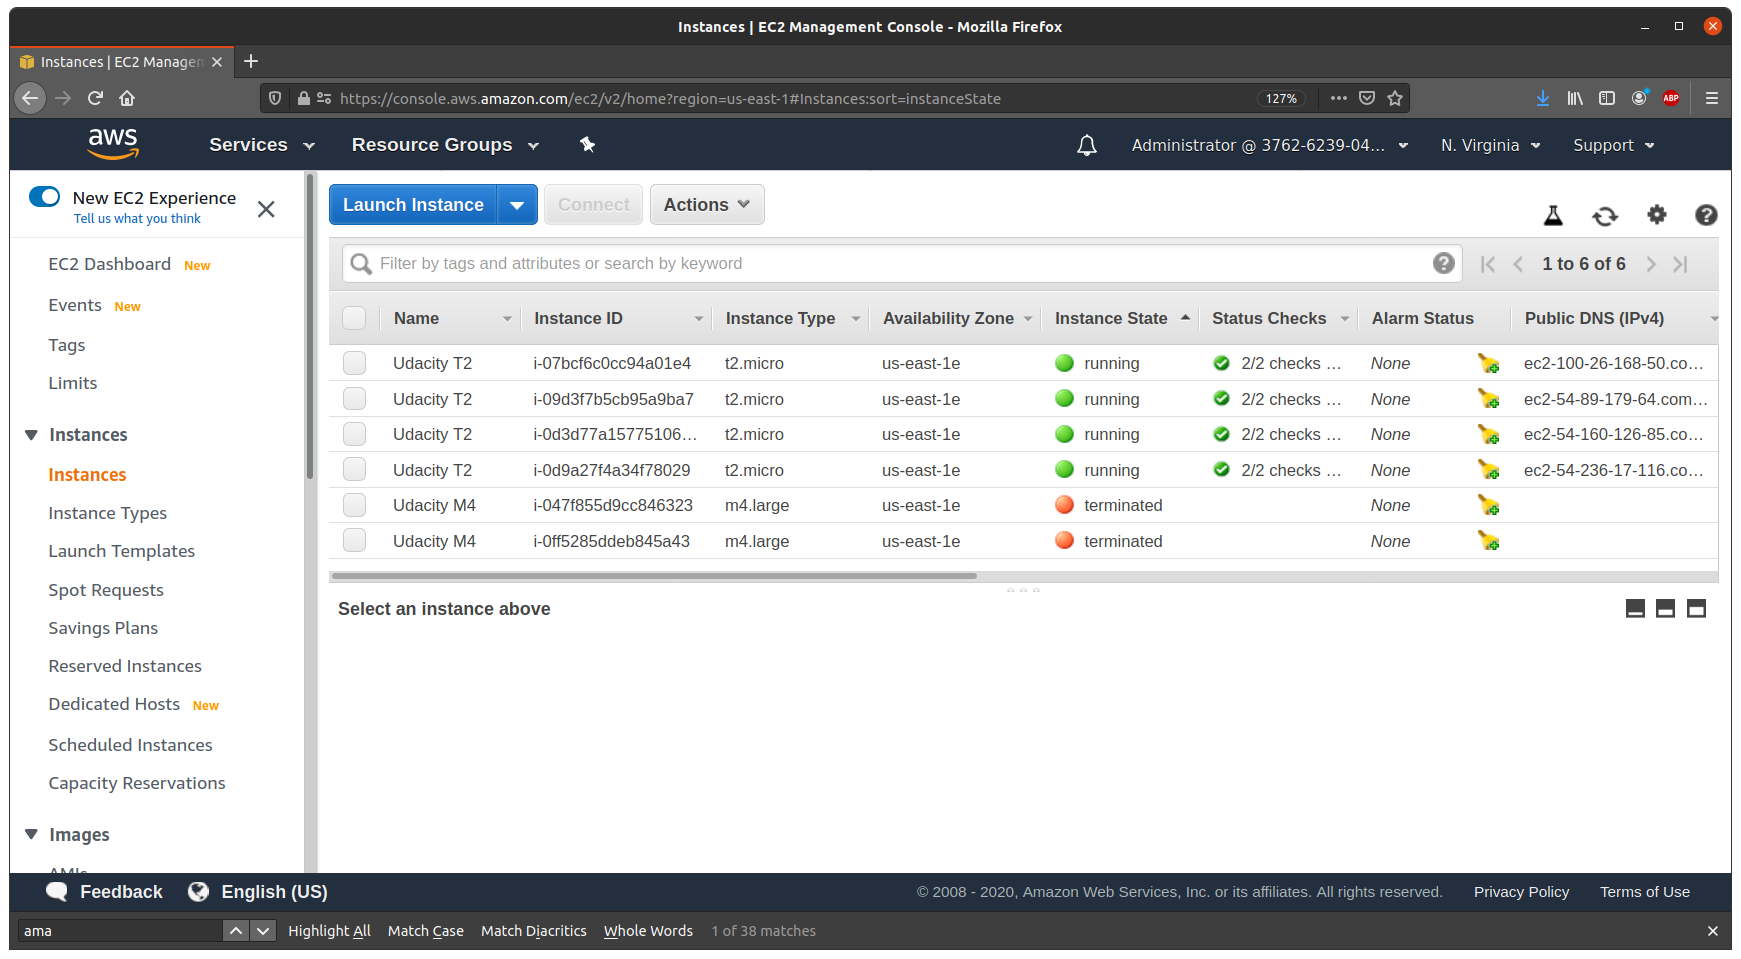 Instances | EC2 Management Console - Mozilla Firefox
Instances | EC2 Managem
https://console.aws.amazon.com/ec2/v2/home?region=us-east-1#Instances:sort=instanceState
127%
ABP
aws
Services
Resource Groups
Administrator @ 3762-6239-04...
N. Virginia
Support
New EC2 Experience
Tell us what you think
EC2 Dashboard New
Events New
Tags
Limits
Instances
Instances
Instance Types
Launch Templates
Spot Requests
Savings Plans
Reserved Instances
Dedicated Hosts New
Scheduled Instances
Capacity Reservations
Images
AMIs
Launch Instance
Connect
Actions
Filter by tags and attributes or search by keyword
1 to 6 of 6
Name Instance ID Instance Type Availability Zone Instance State Status Checks Alarm Status Public DNS (IPv4)
Udacity T2 i-07bcf6c0cc94a01e4 t2.micro us-east-1e running 2/2 checks ... None ec2-100-26-168-50.co...
Udacity T2 i-09d3f7b5cb95a9ba7 t2.micro us-east-1e running 2/2 checks ... None ec2-54-89-179-64.com...
Udacity T2 i-0d3d77a15775106... t2.micro us-east-1e running 2/2 checks ... None ec2-54-160-126-85.co...
Udacity T2 i-0d9a27f4a34f78029 t2.micro us-east-1e running 2/2 checks ... None ec2-54-236-17-116.co...
Udacity M4 i-047f855d9cc846323 m4.large us-east-1e terminated None
Udacity M4 i-0ff5285ddeb845a43 m4.large us-east-1e terminated None
Select an instance above
Feedback
English (US)
© 2008 - 2020, Amazon Web Services, Inc. or its affiliates. All rights reserved.
Privacy Policy
Terms of Use
ama
Highlight All
Match Case
Match Diacritics
Whole Words
1 of 38 matches